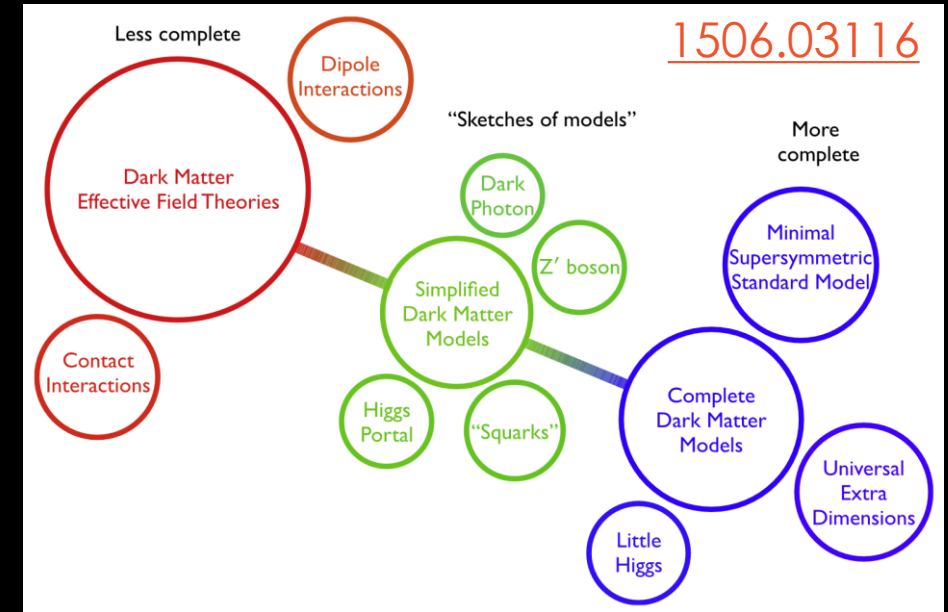 1506.03116
Less complete
Dipole
Interactions
"Sketches of models"
More
complete
Dark Matter
Effective Field Theories
Dark
Photon
Z′ boson
Minimal
Supersymmetric
Standard Model
Simplified
Dark Matter
Models
Contact
Interactions
Higgs
Portal
"Squarks"
Complete
Dark Matter
Models
Universal
Extra
Dimensions
Little
Higgs